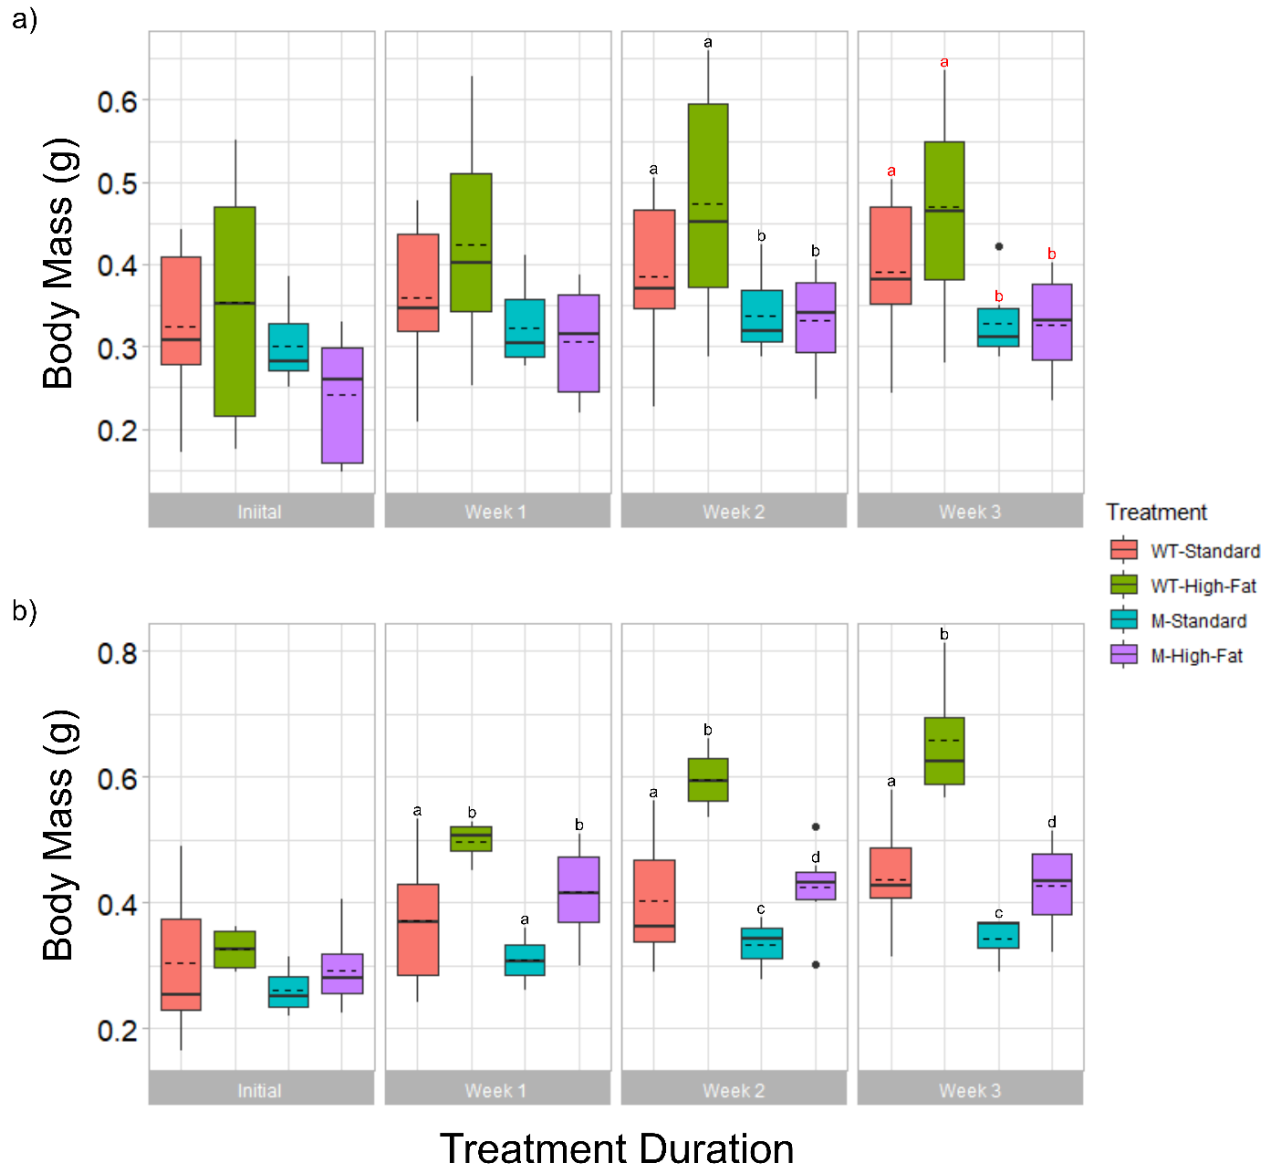 a)
Body Mass (g)
0.6
0.5
0.4
0.3
0.2
a
a
b
b
a
a
b
b
Iniital
Week 1
Week 2
Week 3
Treatment
WT-Standard
WT-High-Fat
M-Standard
M-High-Fat
b)
Body Mass (g)
0.8
0.6
0.4
0.2
a
b
a
b
a
b
c
d
a
b
c
d
Initial
Week 1
Week 2
Week 3
Treatment Duration